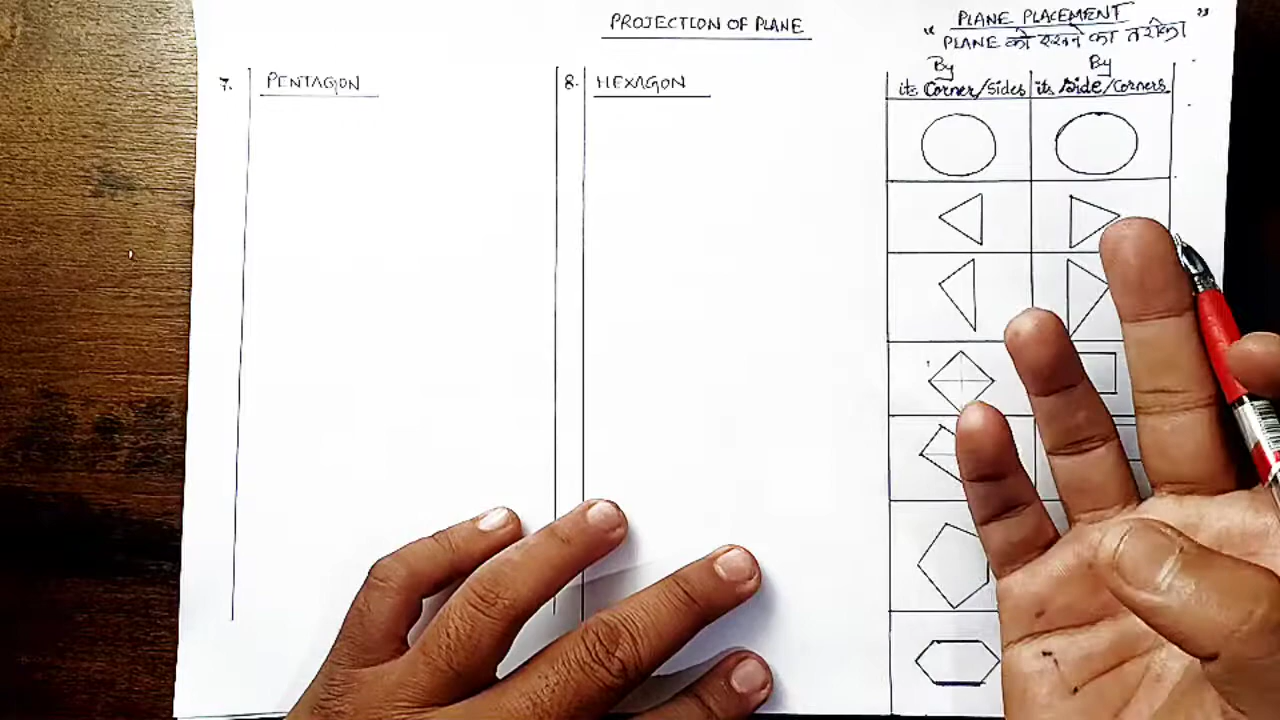 PROJECTION OF PLANE
PLANE PLACEMENT
"PLANE को रखने का तरीका"
7. PENTAGON
8. HEXAGON
By
its Corner/Sides
By
its Side/Corners